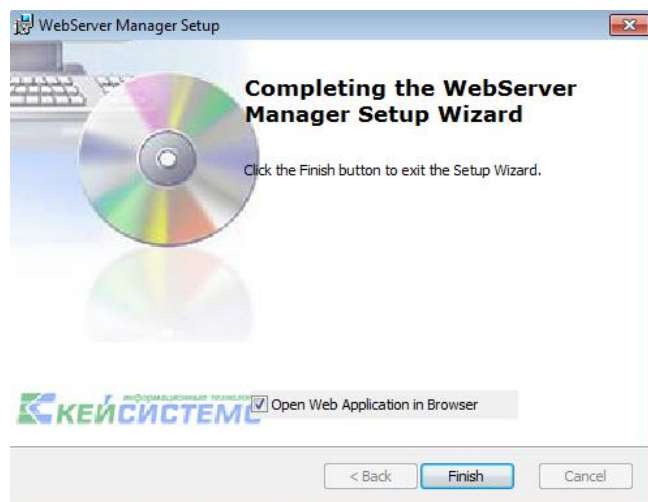 WebServer Manager Setup
Completing the WebServer
Manager Setup Wizard
Click the Finish button to exit the Setup Wizard.
информационные
КЕЙСИСТЕМС
Open Web Application in Browser
< Back
Finish
Cancel